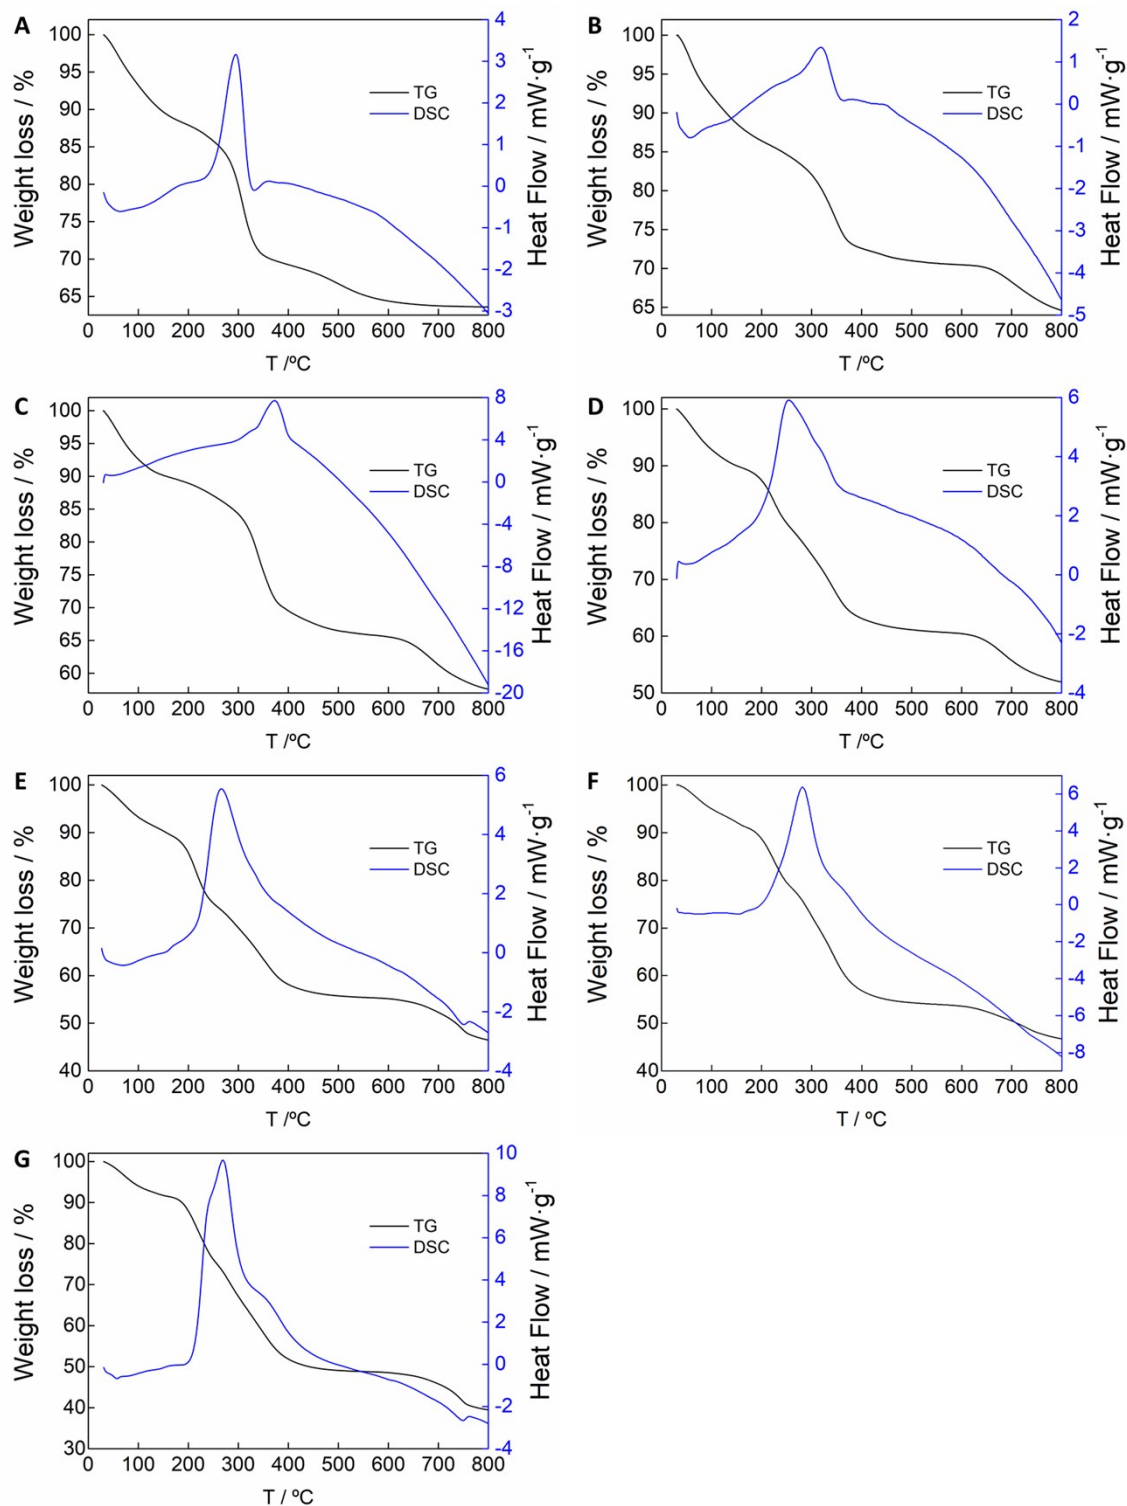 A
Weight loss / %
100
95
90
85
80
75
70
65
TG
DSC
4
3
2
1
0
-1
-2
-3
Heat Flow / mW·g⁻¹
0 100 200 300 400 500 600 700 800
T /ºC
B
Weight loss / %
100
95
90
85
80
75
70
65
TG
DSC
2
1
0
-1
-2
-3
-4
-5
Heat Flow / mW·g⁻¹
0 100 200 300 400 500 600 700 800
T /ºC
C
Weight loss / %
100
95
90
85
80
75
70
65
60
TG
DSC
8
4
0
-4
-8
-12
-16
-20
Heat Flow / mW·g⁻¹
0 100 200 300 400 500 600 700 800
T /ºC
D
Weight loss / %
100
90
80
70
60
50
TG
DSC
6
4
2
0
-2
-4
Heat Flow / mW·g⁻¹
0 100 200 300 400 500 600 700 800
T /ºC
E
Weight loss / %
100
90
80
70
60
50
40
TG
DSC
6
4
2
0
-2
-4
Heat Flow / mW·g⁻¹
0 100 200 300 400 500 600 700 800
T /ºC
F
Weight loss / %
100
90
80
70
60
50
40
TG
DSC
6
4
2
0
-2
-4
-6
-8
Heat Flow / mW·g⁻¹
0 100 200 300 400 500 600 700 800
T / ºC
G
Weight loss / %
100
90
80
70
60
50
40
30
TG
DSC
10
8
6
4
2
0
-2
-4
Heat Flow / mW·g⁻¹
0 100 200 300 400 500 600 700 800
T / ºC